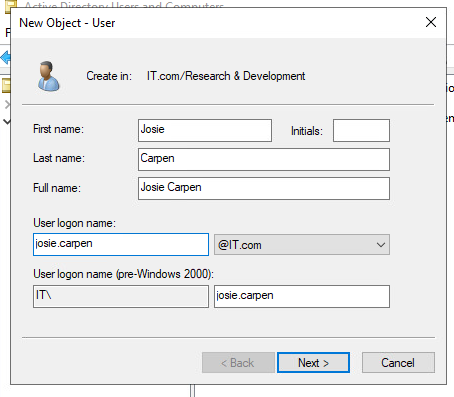 Active Directory Users and Computers
New Object - User
Create in: IT.com/Research & Development
First name: Josie Initials:
Last name: Carpen
Full name: Josie Carpen
User logon name:
josie.carpen @IT.com
User logon name (pre-Windows 2000):
IT\ josie.carpen
< Back Next > Cancel